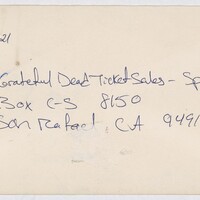 21
Grateful Dead Ticket Sales - Sp
Box C-S 8150
San Rafael, CA 9491